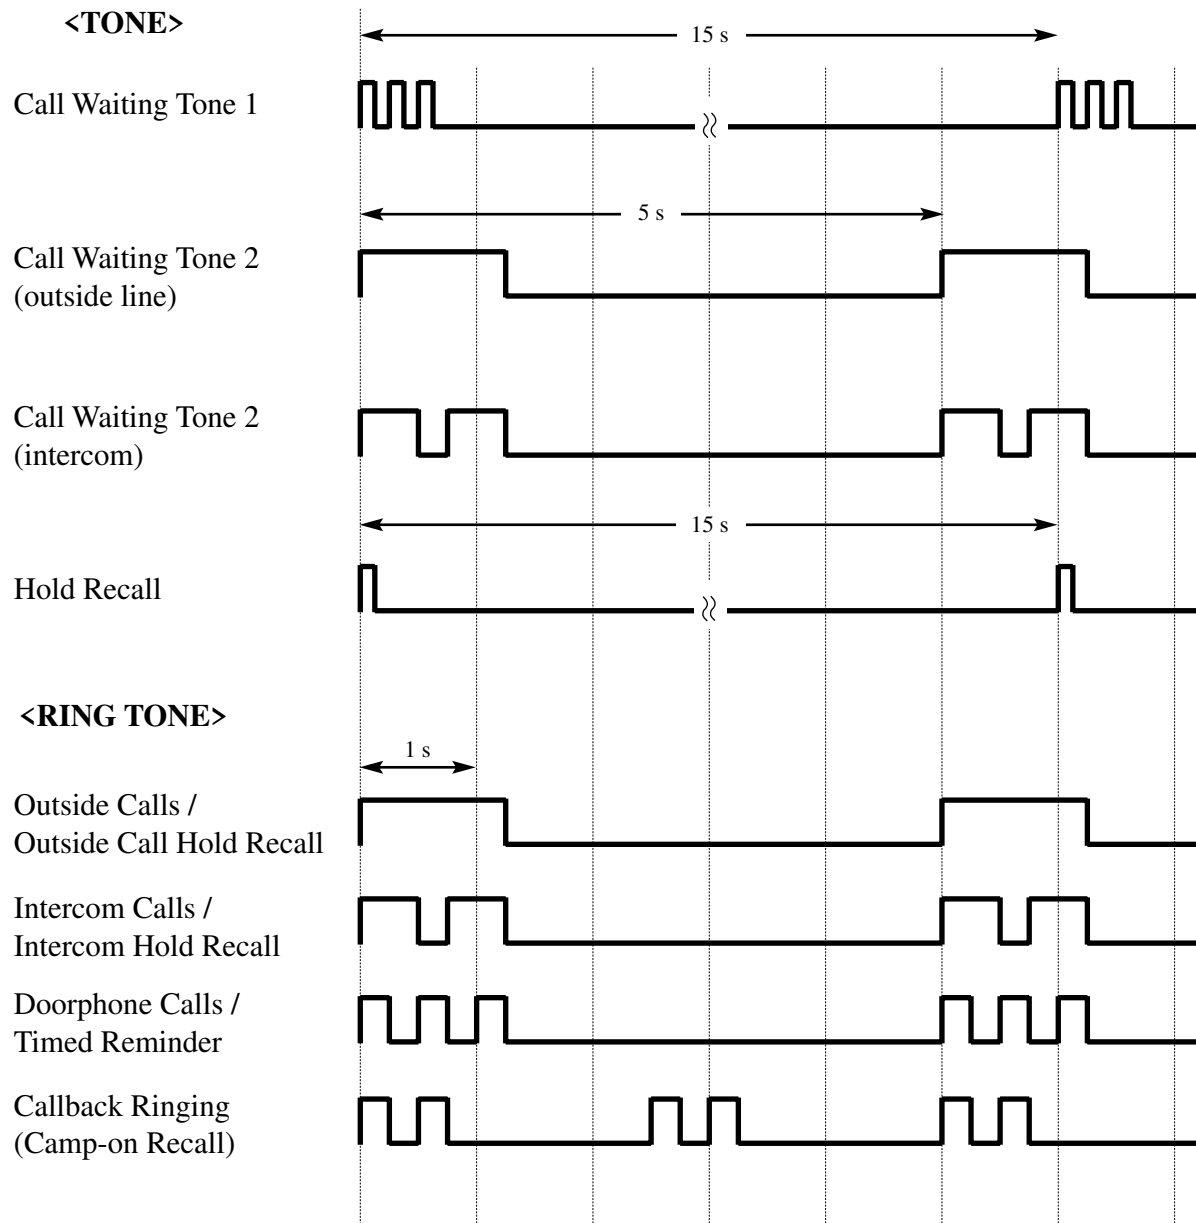 <TONE>
15 s
Call Waiting Tone 1
5 s
Call Waiting Tone 2
(outside line)
Call Waiting Tone 2
(intercom)
15 s
Hold Recall
<RING TONE>
1 s
Outside Calls /
Outside Call Hold Recall
Intercom Calls /
Intercom Hold Recall
Doorphone Calls /
Timed Reminder
Callback Ringing
(Camp-on Recall)